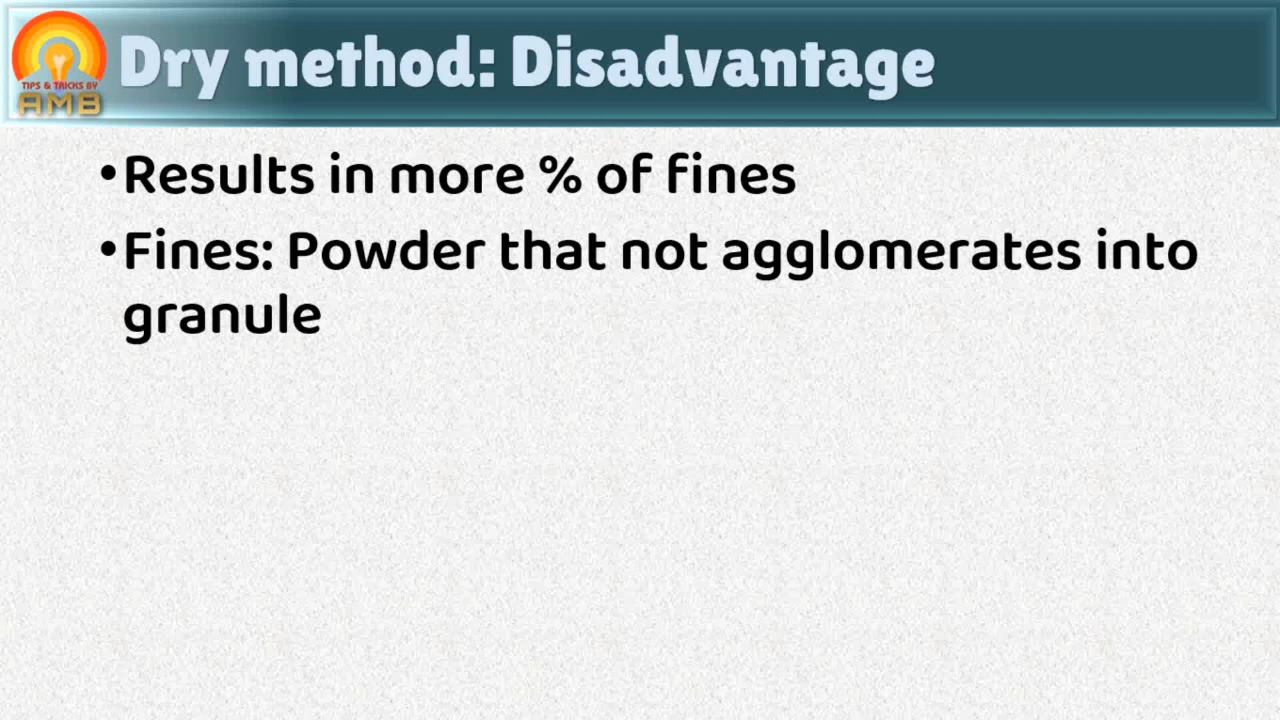 Dry method: Disadvantage
TIPS & TRICKS BY
AMB
•Results in more % of fines
•Fines: Powder that not agglomerates into
granule